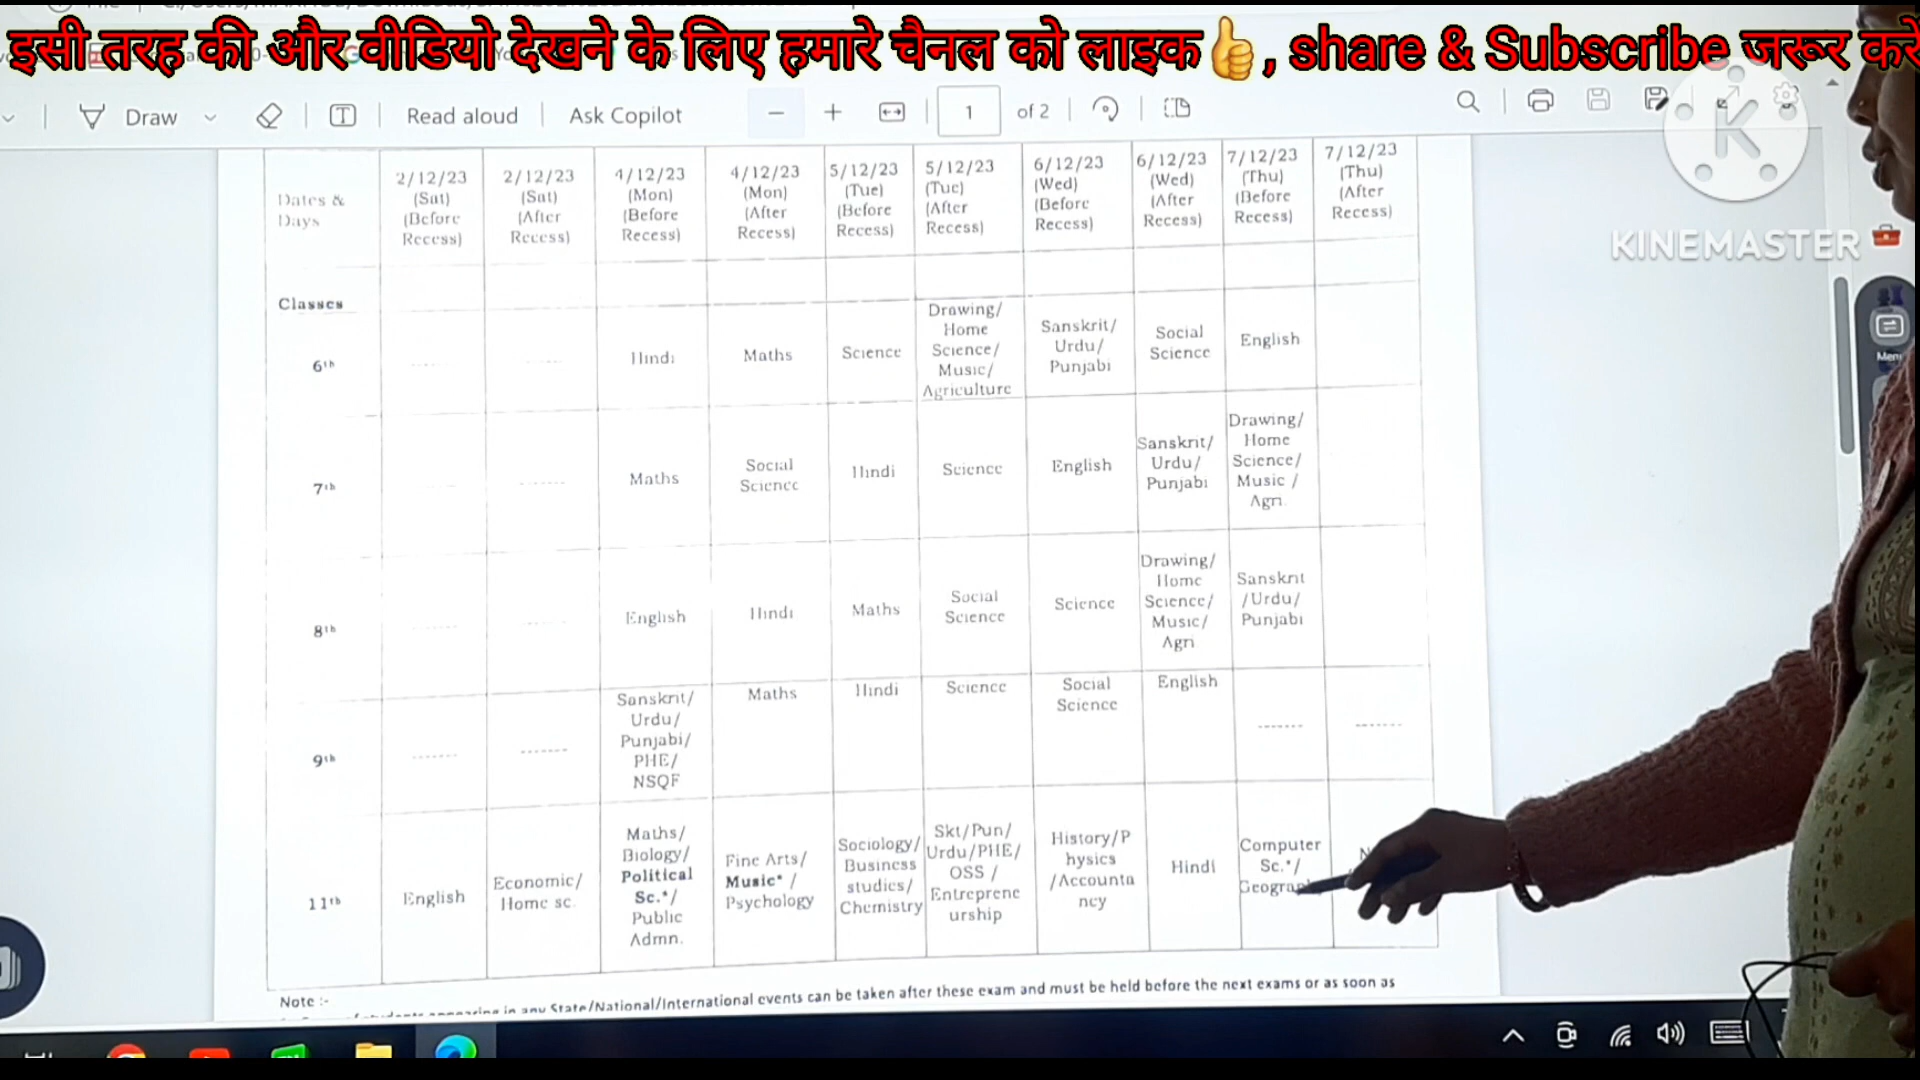 इसी तरह की और वीडियो देखने के लिए हमारे चैनल को लाइक👍, share & Subscribe जरूर करे
Draw
Read aloud
Ask Copilot
1
of 2
KINEMASTER
Dates &
Days
2/12/23
(Sat)
(Before
Recess)
2/12/23
(Sat)
(After
Recess)
4/12/23
(Mon)
(Before
Recess)
4/12/23
(Mon)
(After
Recess)
5/12/23
(Tue)
(Before
Recess)
5/12/23
(Tue)
(After
Recess)
6/12/23
(Wed)
(Before
Recess)
6/12/23
(Wed)
(After
Recess)
7/12/23
(Thu)
(Before
Recess)
7/12/23
(Thu)
(After
Recess)
Classes
6th
------
------
Hindi
Maths
Science
Drawing/
Home
Science/
Music/
Agriculture
Sanskrit/
Urdu/
Punjabi
Social
Science
English
7th
------
-------
Maths
Social
Science
Hindi
Science
English
Sanskrit/
Urdu/
Punjabi
Drawing/
Home
Science/
Music /
Agri.
8th
------
------
English
Hindi
Maths
Social
Science
Science
Drawing/
Home
Science/
Music/
Agri
Sanskrit
/Urdu/
Punjabi
9th
-------
-------
Sanskrit/
Urdu/
Punjabi/
PHE/
NSQF
Maths
Hindi
Science
Social
Science
English
-------
-------
11th
English
Economic/
Home sc.
Maths/
Biology/
Political
Sc.*/
Public
Admn.
Fine Arts/
Music* /
Psychology
Sociology/
Business
studies/
Chemistry
Skt/Pun/
Urdu/PHE/
OSS /
Entreprene
urship
History/P
hysics
/Accounta
ncy
Hindi
Computer
Sc.*/
Note :-
in any State/National/International events can be taken after these exam and must be held before the next exams or as soon as